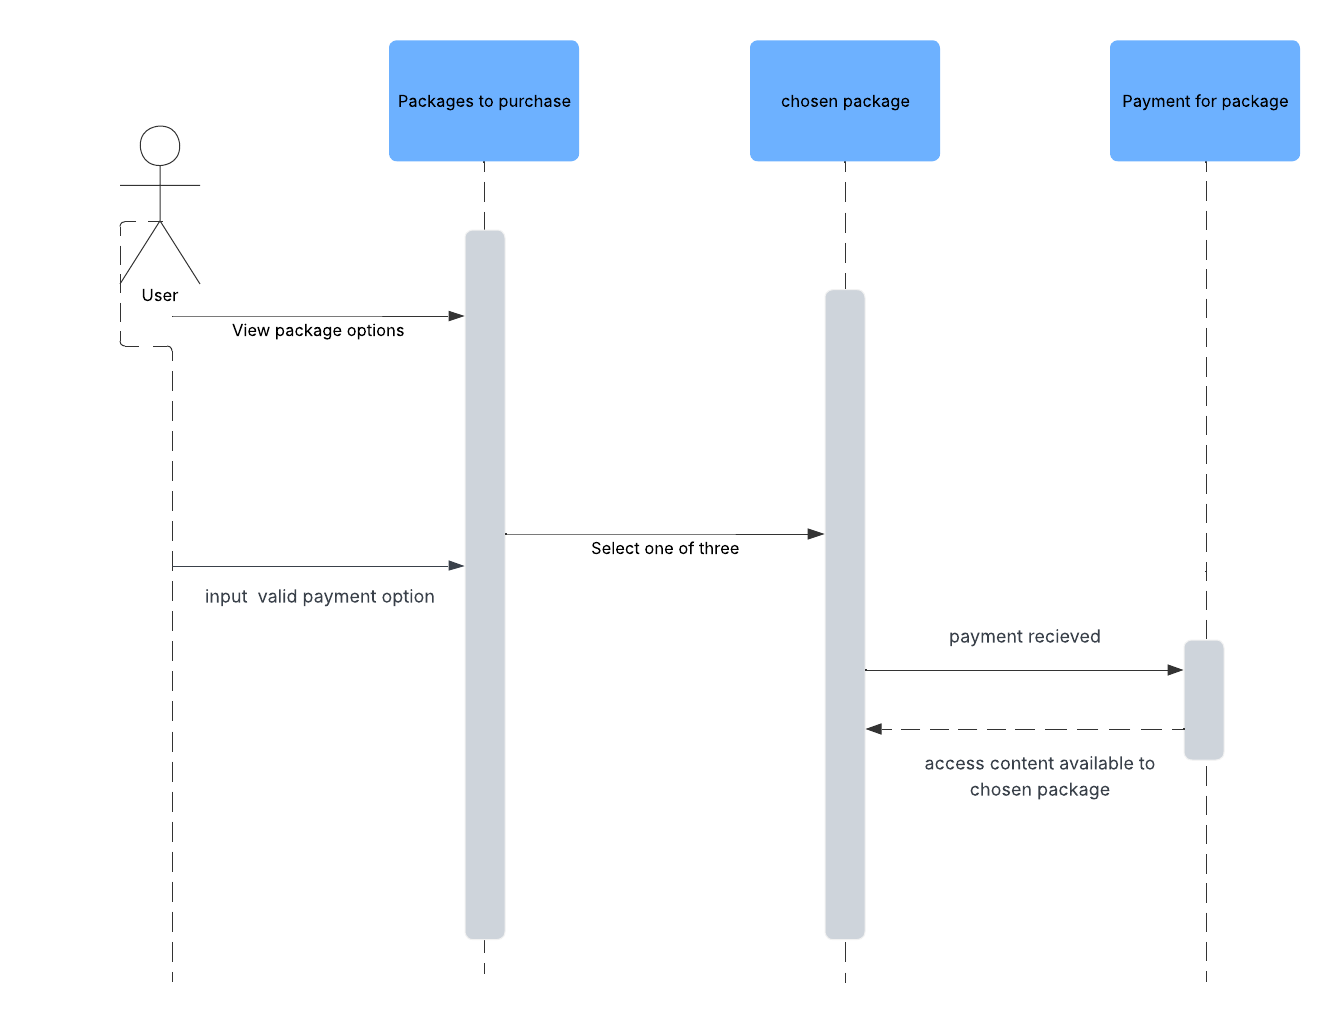 Packages to purchase
chosen package
Payment for package
User
View package options
Select one of three
input  valid payment option
payment recieved
access content available to
chosen package